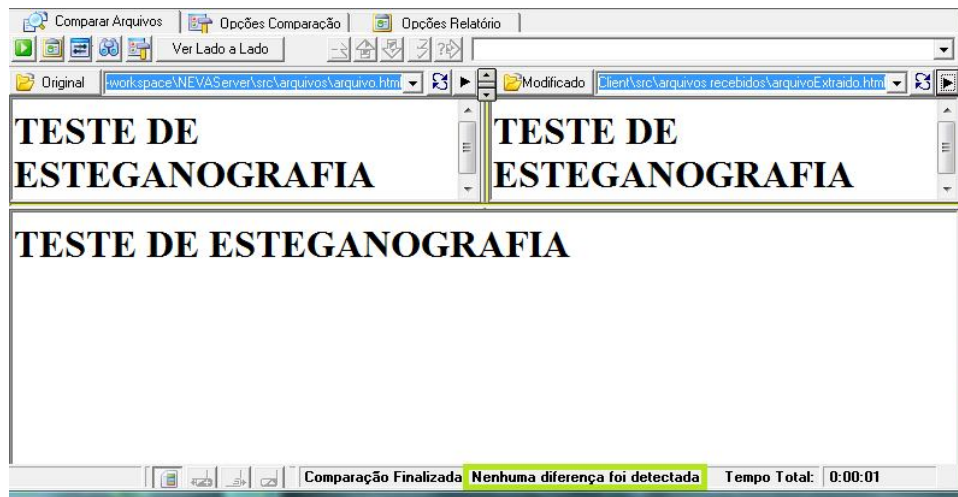 Comparar Arquivos Opções Comparação Opções Relatório
Ver Lado a Lado
Original -workspace\NEVAServer\src\arquivos\arquivo.html Modificado Client\src\arquivos recebidos\arquivoExtraido.html
TESTE DE TESTE DE
ESTEGANOGRAFIA ESTEGANOGRAFIA
TESTE DE ESTEGANOGRAFIA
Comparação Finalizada Nenhuma diferença foi detectada Tempo Total: 0:00:01